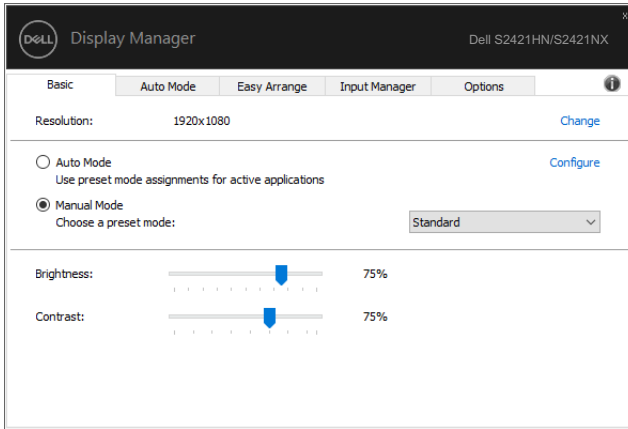 DELL Display Manager Dell S2421HN/S2421NX x
Basic Auto Mode Easy Arrange Input Manager Options i
Resolution: 1920x1080 Change
Auto Mode Configure
Use preset mode assignments for active applications
Manual Mode
Choose a preset mode: Standard
Brightness: 75%
Contrast: 75%